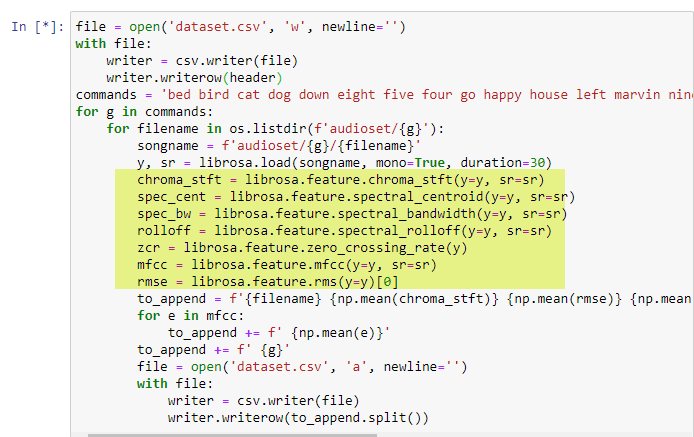 In [*]: file = open('dataset.csv', 'w', newline='')
with file:
    writer = csv.writer(file)
    writer.writerow(header)
commands = 'bed bird cat dog down eight five four go happy house left marvin
for g in commands:
    for filename in os.listdir(f'audioset/{g}'):
        songname = f'audioset/{g}/{filename}'
        y, sr = librosa.load(songname, mono=True, duration=30)
        chroma_stft = librosa.feature.chroma_stft(y=y, sr=sr)
        spec_cent = librosa.feature.spectral_centroid(y=y, sr=sr)
        spec_bw = librosa.feature.spectral_bandwidth(y=y, sr=sr)
        rolloff = librosa.feature.spectral_rolloff(y=y, sr=sr)
        zcr = librosa.feature.zero_crossing_rate(y)
        mfcc = librosa.feature.mfcc(y=y, sr=sr)
        rmse = librosa.feature.rms(y=y)[0]
        to_append = f'{filename} {np.mean(chroma_stft)} {np.mean(rmse)} {np.mean
        for e in mfcc:
            to_append += f' {np.mean(e)}'
        to_append += f' {g}'
        file = open('dataset.csv', 'a', newline='')
        with file:
            writer = csv.writer(file)
            writer.writerow(to_append.split())